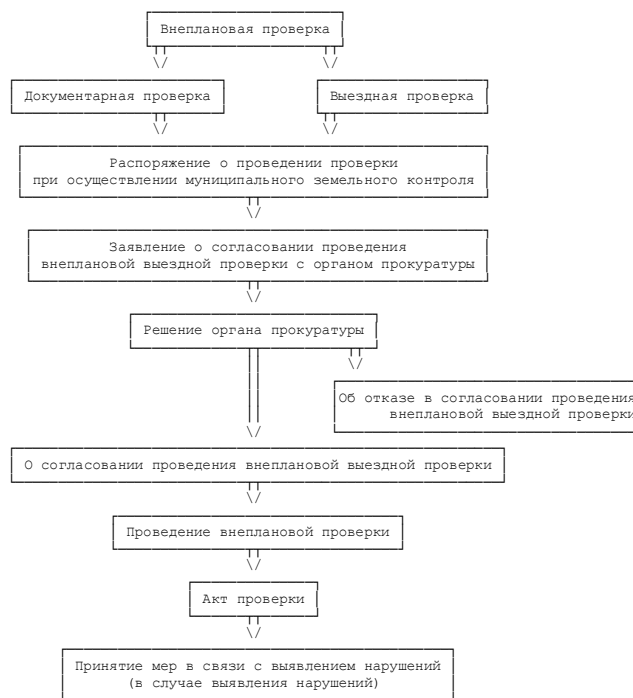 Внеплановая проверка
Документарная проверка
Выездная проверка
Распоряжение о проведении проверки
при осуществлении муниципального земельного контроля
Заявление о согласовании проведения
внеплановой выездной проверки с органом прокуратуры
Решение органа прокуратуры
Об отказе в согласовании проведения
внеплановой выездной проверки
О согласовании проведения внеплановой выездной проверки
Проведение внеплановой проверки
Акт проверки
Принятие мер в связи с выявлением нарушений
(в случае выявления нарушений)